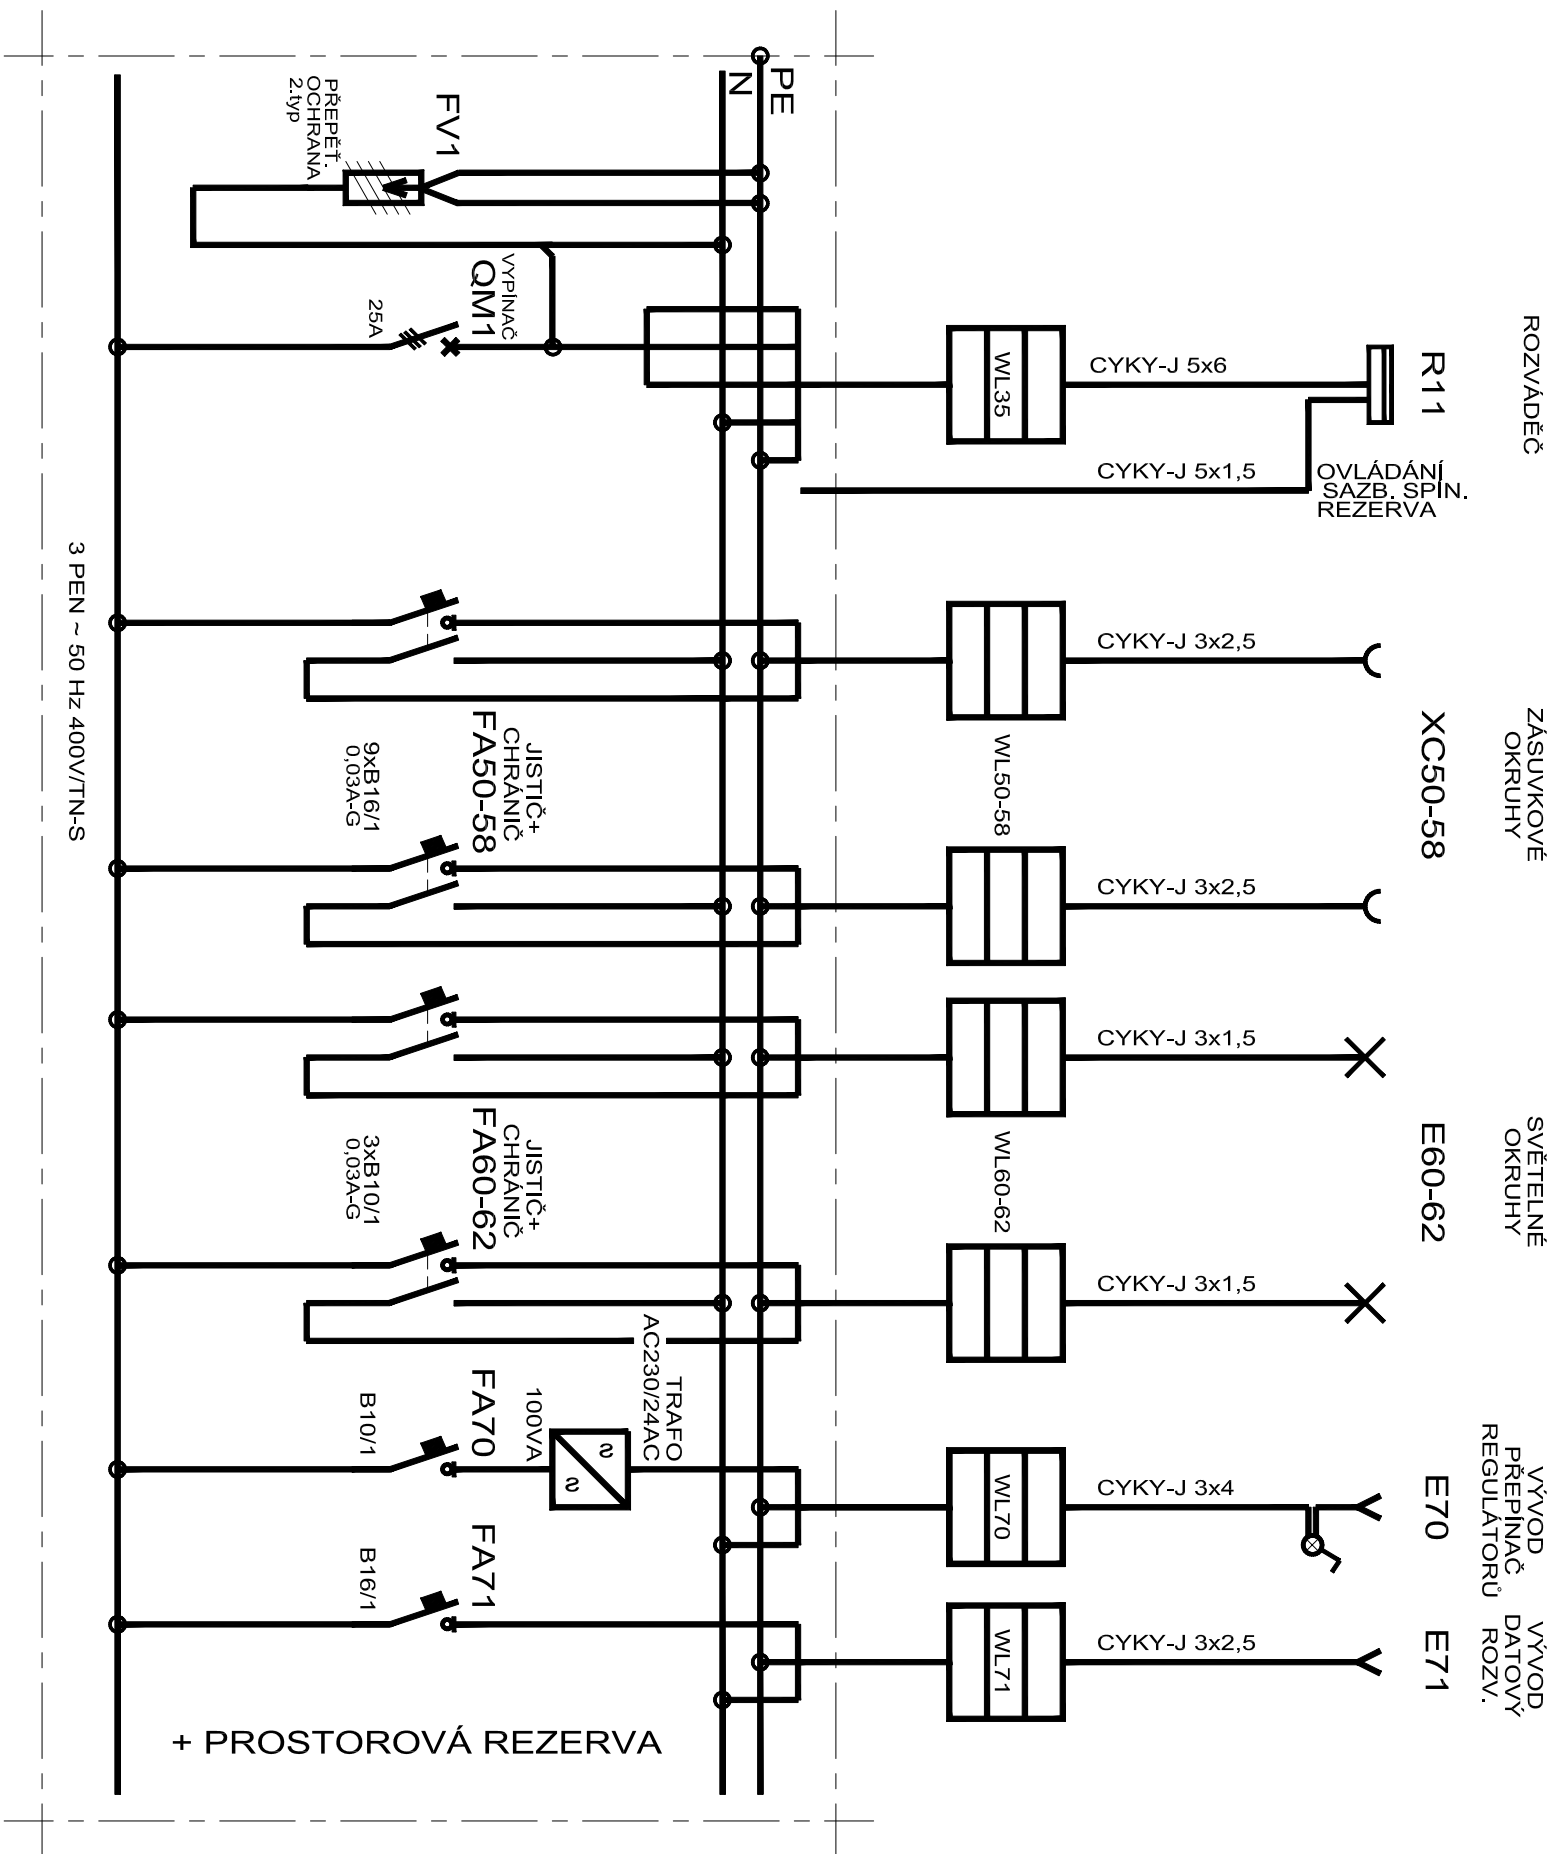 ROZVÁDĚČ
R11
CYKY-J 5x6
WL35
CYKY-J 5x1,5
OVLÁDÁNÍ
SAZB. SPÍN.
REZERVA
PE
N
FV1
PŘEPĚŤ.
OCHRANA
2.typ
VYPÍNAČ
QM1
25A
3 PEN ~ 50 Hz 400V/TN-S
ZÁSUVKOVÉ
OKRUHY
XC50-58
CYKY-J 3x2,5
WL50-58
CYKY-J 3x2,5
JISTIČ+
CHRÁNIČ
FA50-58
9xB16/1
0,03A-G
SVĚTELNÉ
OKRUHY
E60-62
CYKY-J 3x1,5
WL60-62
CYKY-J 3x1,5
JISTIČ+
CHRÁNIČ
FA60-62
3xB10/1
0,03A-G
VÝVOD
PŘEPÍNAČ
REGULÁTORŮ
E70
CYKY-J 3x4
WL70
TRAFO
AC230/24AC
100VA
FA70
B10/1
VÝVOD
DATOVÝ
ROZV.
E71
CYKY-J 3x2,5
WL71
FA71
B16/1
+ PROSTOROVÁ REZERVA